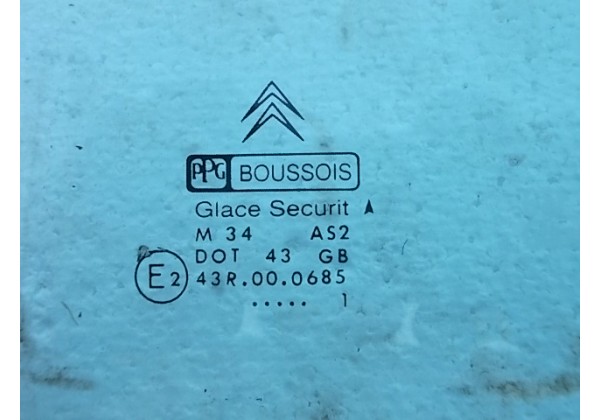 PPG BOUSSOIS
Glace Securit
M 34 AS2
DOT 43 GB
E2 43R.00.0685
..... 1